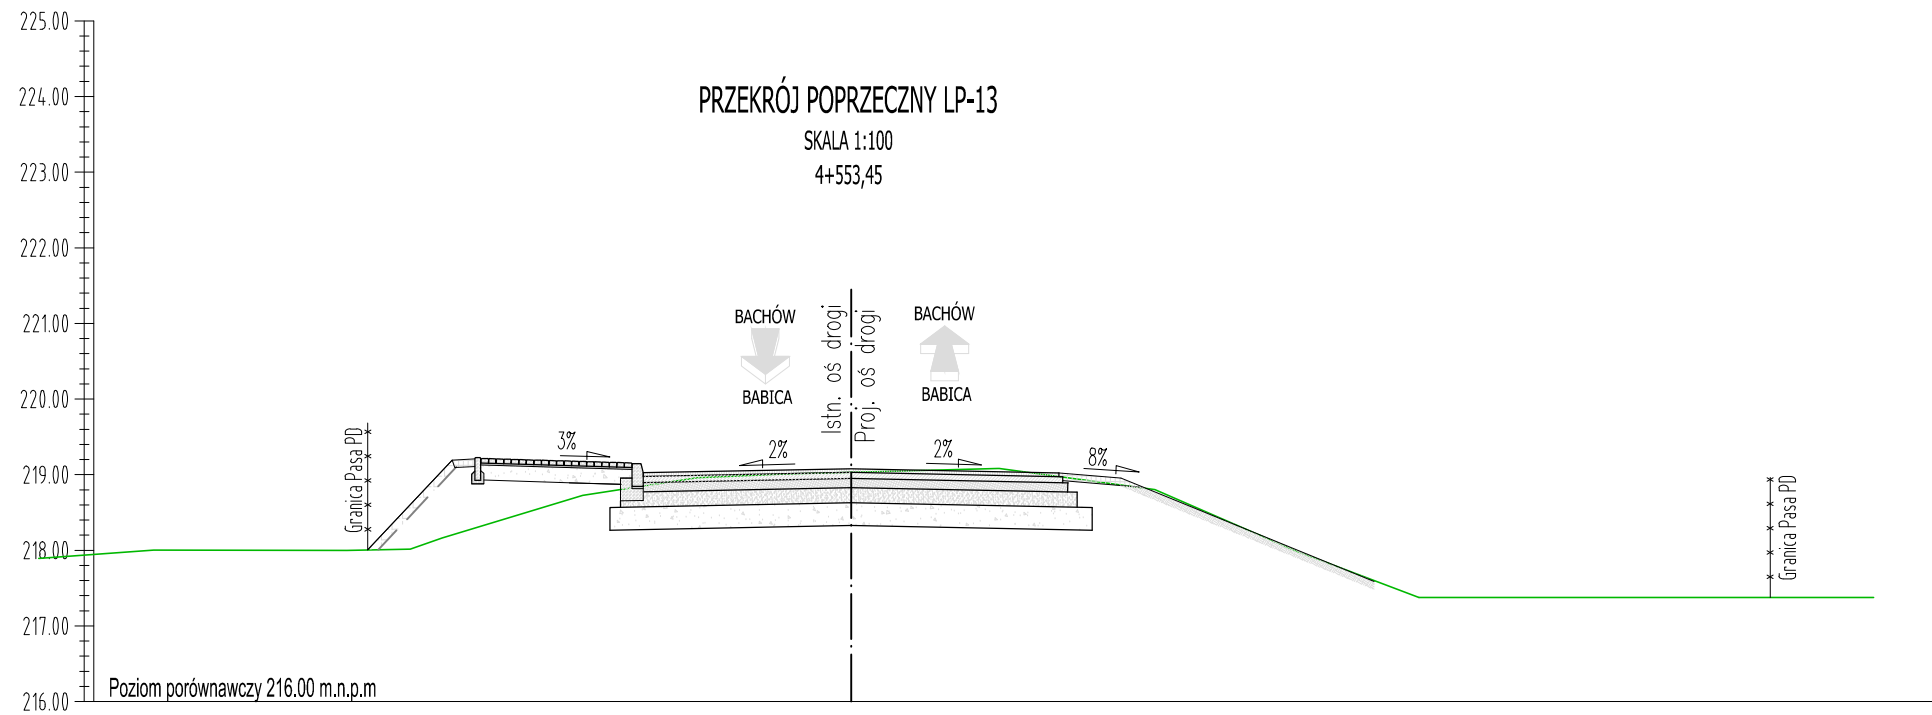 225.00
224.00
223.00
222.00
221.00
220.00
219.00
218.00
217.00
216.00
PRZEKRÓJ POPRZECZNY LP-13
SKALA 1:100
4+553,45
BACHÓW
BABICA
Istn. oś drogi
Proj. oś drogi
BACHÓW
BABICA
Granica Pasa PD
3%
2%
2%
8%
Granica Pasa PD
Poziom porównawczy 216.00 m.n.p.m